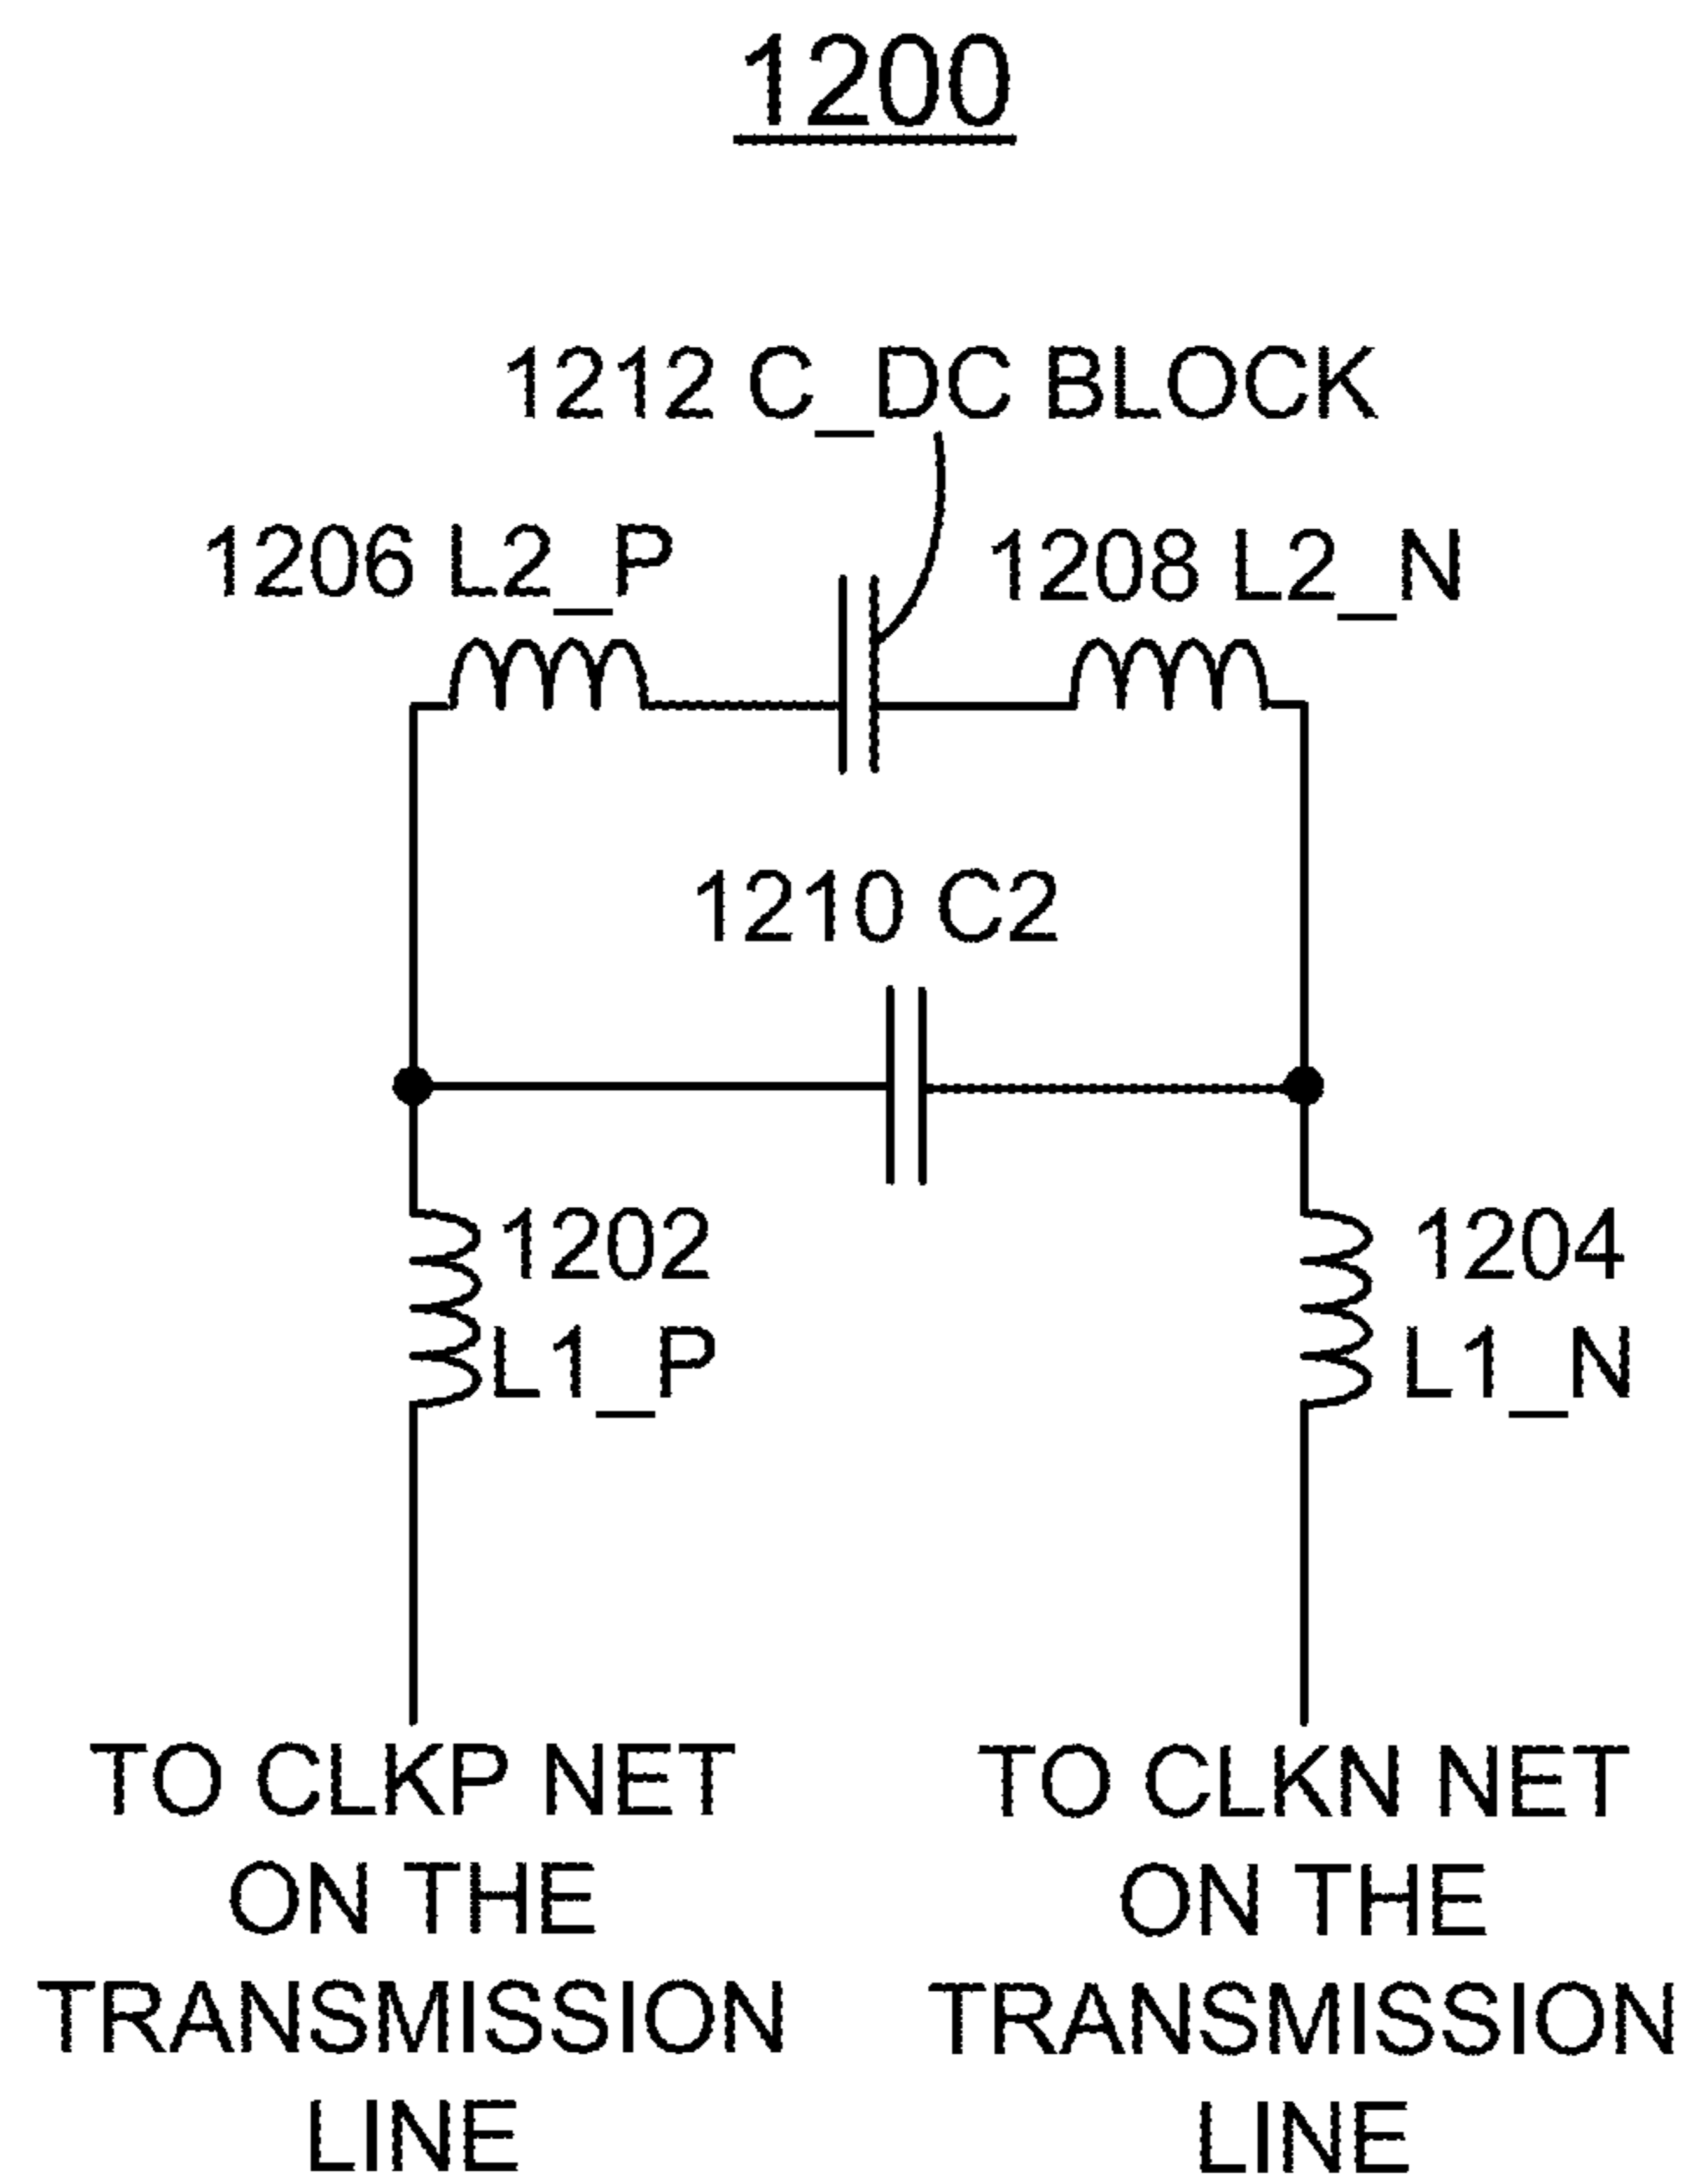 1200
1212 C_DC BLOCK
1206 L2_P
1208 L2_N
1210 C2
1202
L1_P
1204
L1_N
TO CLKP NET
ON THE
TRANSMISSION
LINE
TO CLKN NET
ON THE
TRANSMISSION
LINE